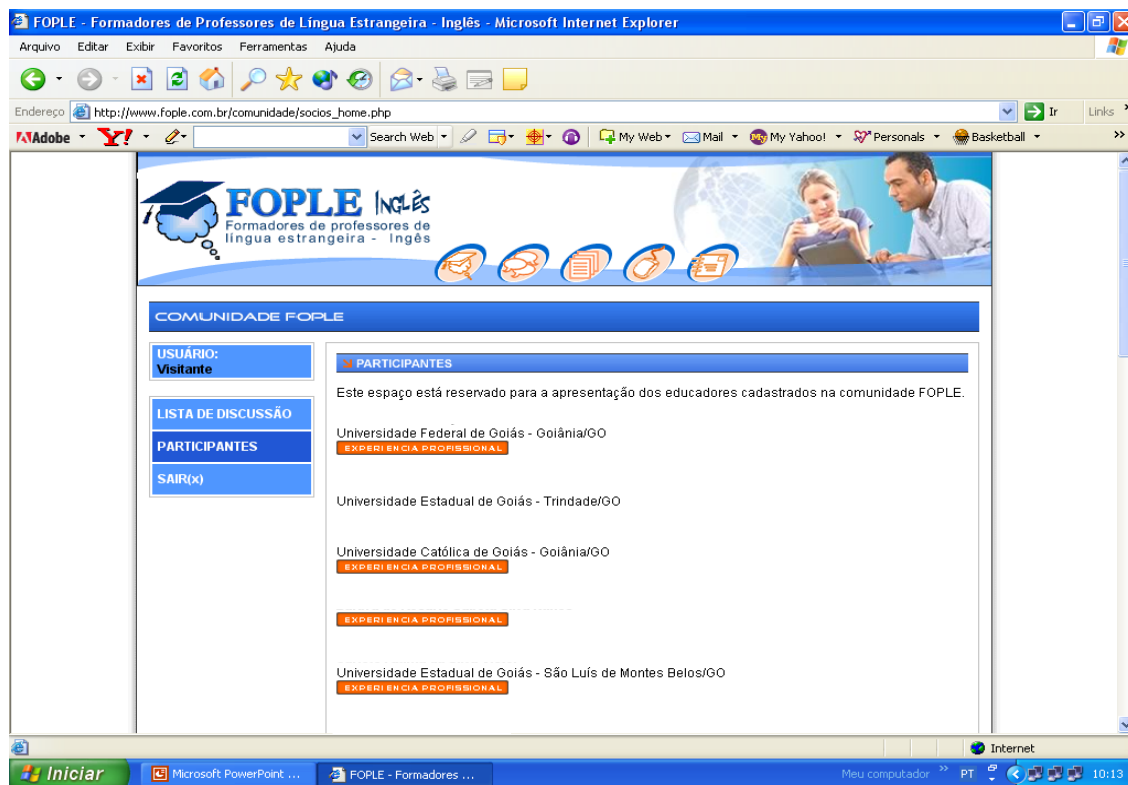 FOPLE - Formadores de Professores de Língua Estrangeira - Inglês - Microsoft Internet Explorer
Arquivo Editar Exibir Favoritos Ferramentas Ajuda
Endereço http://www.fople.com.br/comunidade/socios_home.php Ir Links
Adobe Y! Search Web My Web Mail My Yahoo! Personals Basketball
FOPLE INGLÊS
Formadores de professores de
língua estrangeira - Ingês
COMUNIDADE FOPLE
USUÁRIO:
Visitante
LISTA DE DISCUSSÃO
PARTICIPANTES
SAIR(x)
PARTICIPANTES
Este espaço está reservado para a apresentação dos educadores cadastrados na comunidade FOPLE.
Universidade Federal de Goiás - Goiânia/GO
EXPERIENCIA PROFISSIONAL
Universidade Estadual de Goiás - Trindade/GO
Universidade Católica de Goiás - Goiânia/GO
EXPERIENCIA PROFISSIONAL
EXPERIENCIA PROFISSIONAL
Universidade Estadual de Goiás - São Luís de Montes Belos/GO
EXPERIENCIA PROFISSIONAL
Internet
Iniciar Microsoft PowerPoint ... FOPLE - Formadores ... Meu computador » PT 10:13